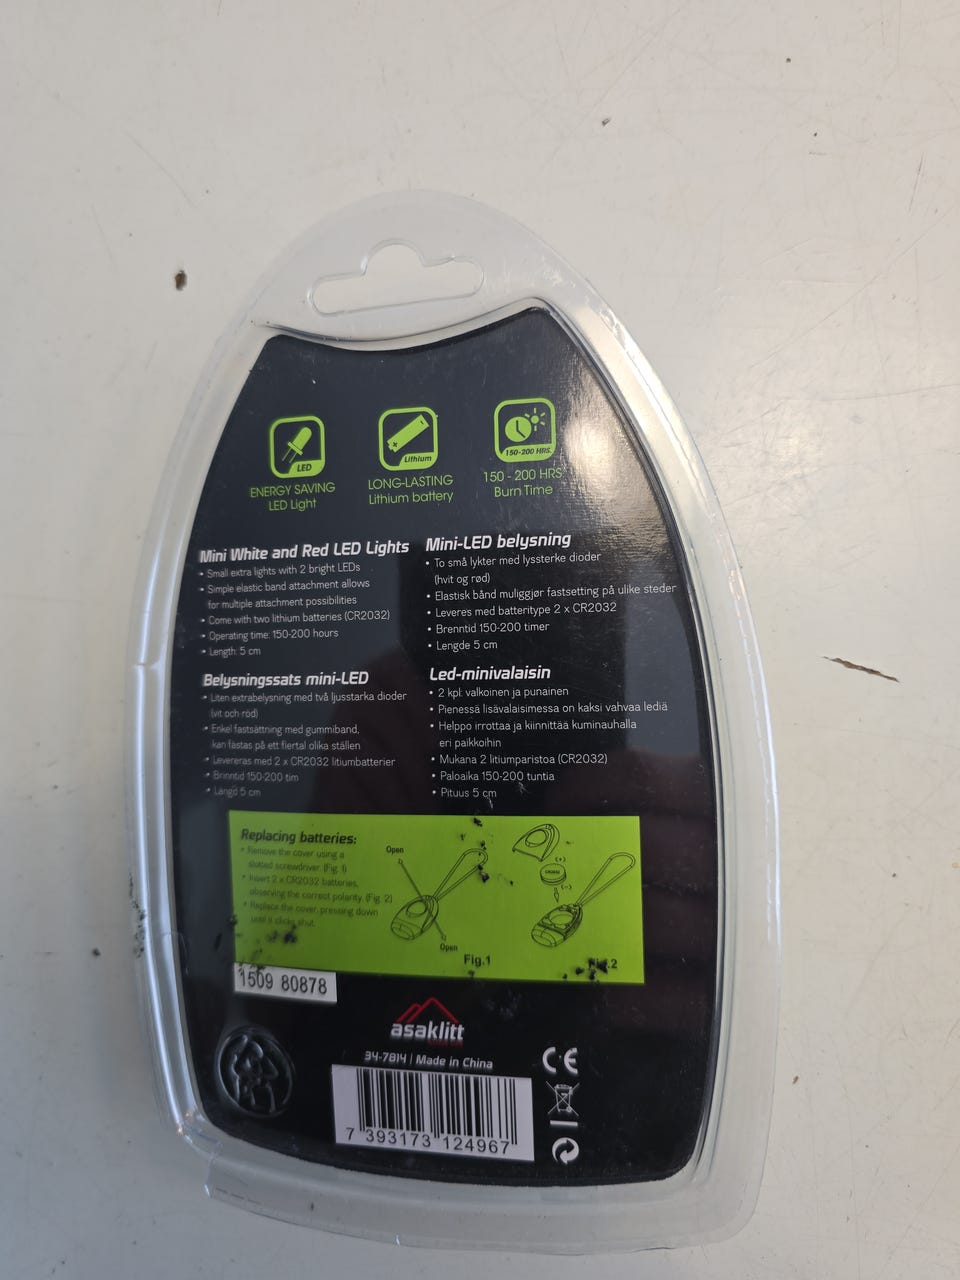 LED
Lithium
150-200 HRS.
ENERGY SAVING
LED Light
LONG-LASTING
Lithium battery
150 - 200 HRS
Burn Time
Mini White and Red LED Lights
• Small extra lights with 2 bright LEDs
• Simple elastic band attachment allows
for multiple attachment possibilities
• Come with two lithium batteries (CR2032)
• Operating time: 150-200 hours
• Length: 5 cm
Mini-LED belysning
• To små lykter med lyssterke dioder
(hvit og rød)
• Elastisk bånd muliggjør fastsetting på ulike steder
• Leveres med batteritype 2 x CR2032
• Brenntid 150-200 timer
• Lengde 5 cm
Belysningssats mini-LED
• Liten extrabelysning med två ljusstarka dioder
(vit och röd)
• Enkel fastsättning med gummiband,
kan fästas på ett flertal olika ställen
• Levereras med 2 x CR2032 litiumbatterier
• Brinntid 150-200 tim
• Längd 5 cm
Led-minivalaisin
• 2 kpl: valkoinen ja punainen
• Pienessä lisävalaisimessa on kaksi vahvaa lediä
• Helppo irrottaa ja kiinnittää kuminauhalla
eri paikkoihin
• Mukana 2 litiumparistoa (CR2032)
• Paloaika 150-200 tuntia
• Pituus 5 cm
Replacing batteries:
• Remove the cover using a
slotted screwdriver. (Fig. 1)
• Insert 2 x CR2032 batteries,
observing the correct polarity. (Fig. 2)
• Replace the cover, pressing down
until it clicks shut.
Open
Open
Fig.1
(+)
CR2032
(-)
Fig.2
1509 80878
asaklitt
34-7814 | Made in China
CE
7 393173 124967